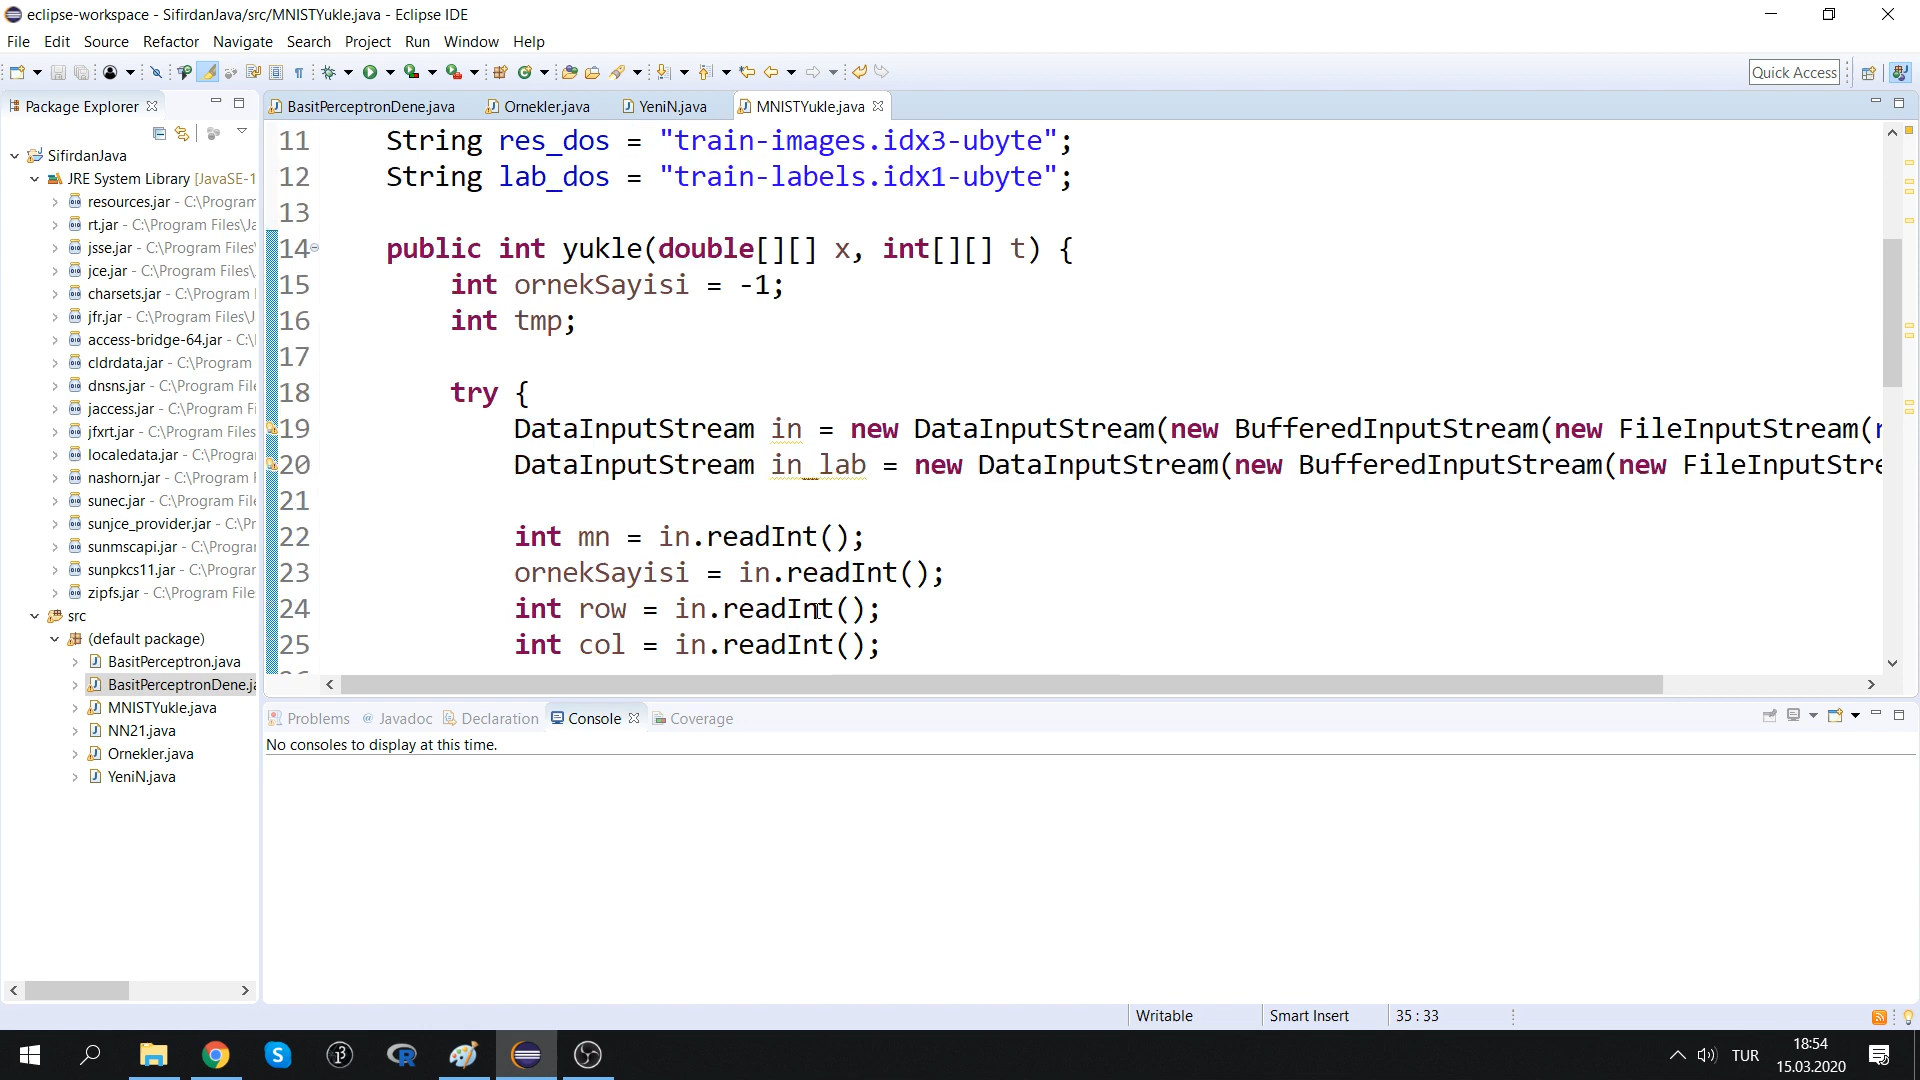 eclipse-workspace - SifirdanJava/src/MNISTYukle.java - Eclipse IDE
File Edit Source Refactor Navigate Search Project Run Window Help
Quick Access
Package Explorer
SifirdanJava
JRE System Library [JavaSE-1
resources.jar - C:\Program
rt.jar - C:\Program Files\Ja
jsse.jar - C:\Program Files\
jce.jar - C:\Program Files\
charsets.jar - C:\Program
jfr.jar - C:\Program Files\J
access-bridge-64.jar - C:\
cldrdata.jar - C:\Program
dnsns.jar - C:\Program File
jaccess.jar - C:\Program F
jfxrt.jar - C:\Program Files
localedata.jar - C:\Progra
nashorn.jar - C:\Program
sunec.jar - C:\Program File
sunjce_provider.jar - C:\Pr
sunmscapi.jar - C:\Progra
sunpkcs11.jar - C:\Progra
zipfs.jar - C:\Program File
src
(default package)
BasitPerceptron.java
BasitPerceptronDene.ja
MNISTYukle.java
NN21.java
Ornekler.java
YeniN.java
BasitPerceptronDene.java Ornekler.java YeniN.java MNISTYukle.java
11 String res_dos = "train-images.idx3-ubyte";
12 String lab_dos = "train-labels.idx1-ubyte";
13
14 public int yukle(double[][] x, int[][] t) {
15 int ornekSayisi = -1;
16 int tmp;
17
18 try {
19 DataInputStream in = new DataInputStream(new BufferedInputStream(new FileInputStream(r
20 DataInputStream in_lab = new DataInputStream(new BufferedInputStream(new FileInputStre
21
22 int mn = in.readInt();
23 ornekSayisi = in.readInt();
24 int row = in.readInt();
25 int col = in.readInt();
Problems Javadoc Declaration Console Coverage
No consoles to display at this time.
Writable Smart Insert 35 : 33
TUR
18:54
15.03.2020